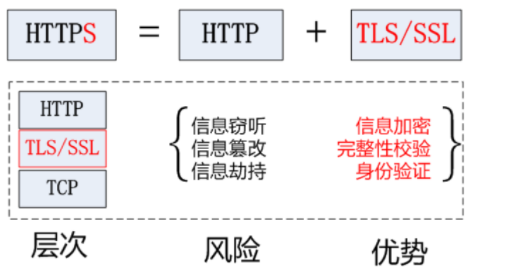 HTTPS = HTTP + TLS/SSL
HTTP
TLS/SSL
TCP
信息窃听
信息篡改
信息劫持
信息加密
完整性校验
身份验证
层次
风险
优势